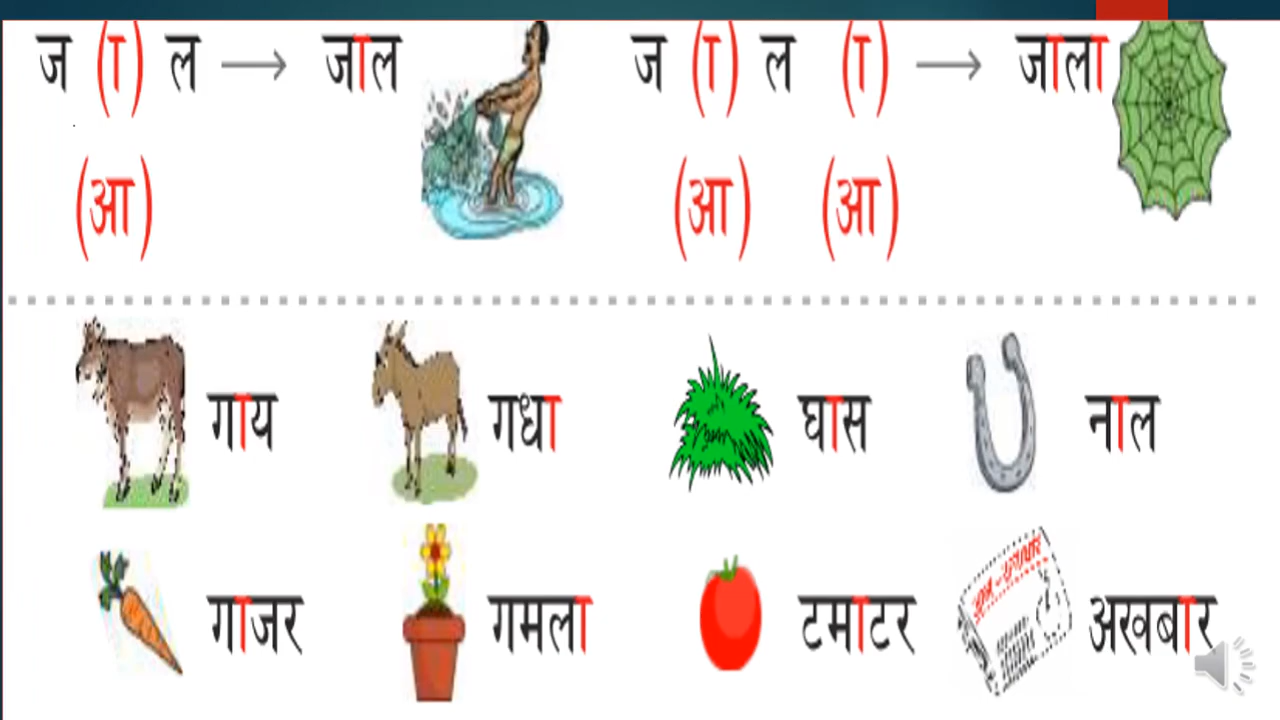 ज (ा) ल → जाल ज (ा) ल (ा) → जाला
(आ) (आ) (आ)
गाय गधा घास नाल
गाजर गमला टमाटर अखबार